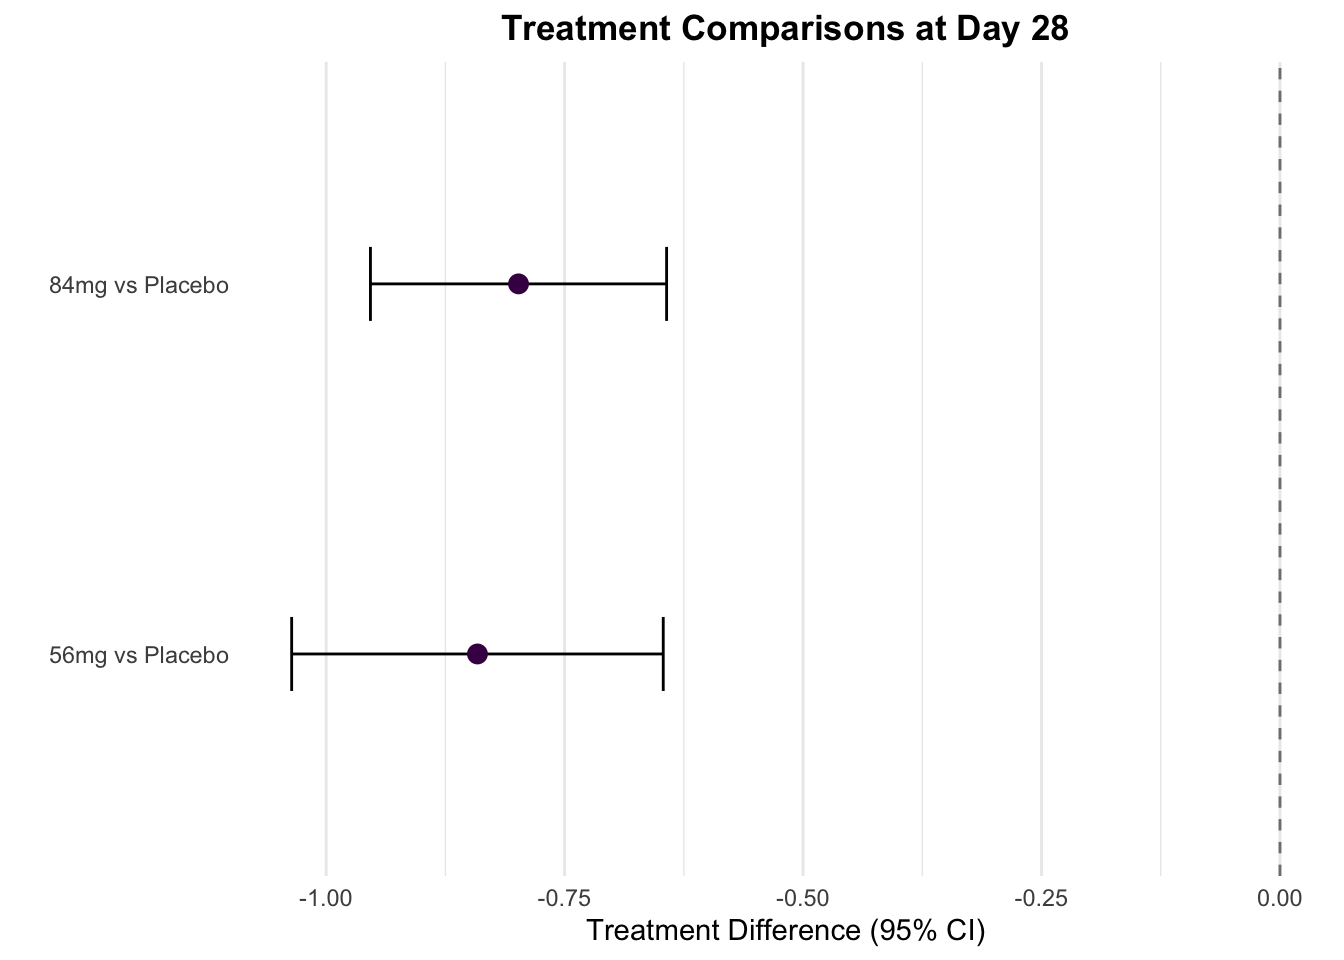 Treatment Comparisons at Day 28
84mg vs Placebo
56mg vs Placebo
-1.00 -0.75 -0.50 -0.25 0.00
Treatment Difference (95% CI)